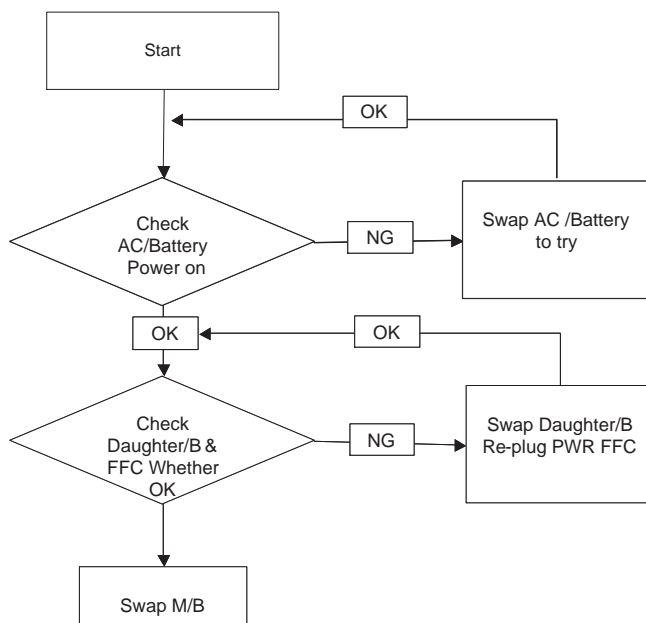 Start
OK
Check
AC/Battery
Power on
NG
Swap AC /Battery
to try
OK
OK
Check
Daughter/B &
FFC Whether
OK
NG
Swap Daughter/B
Re-plug PWR FFC
Swap M/B